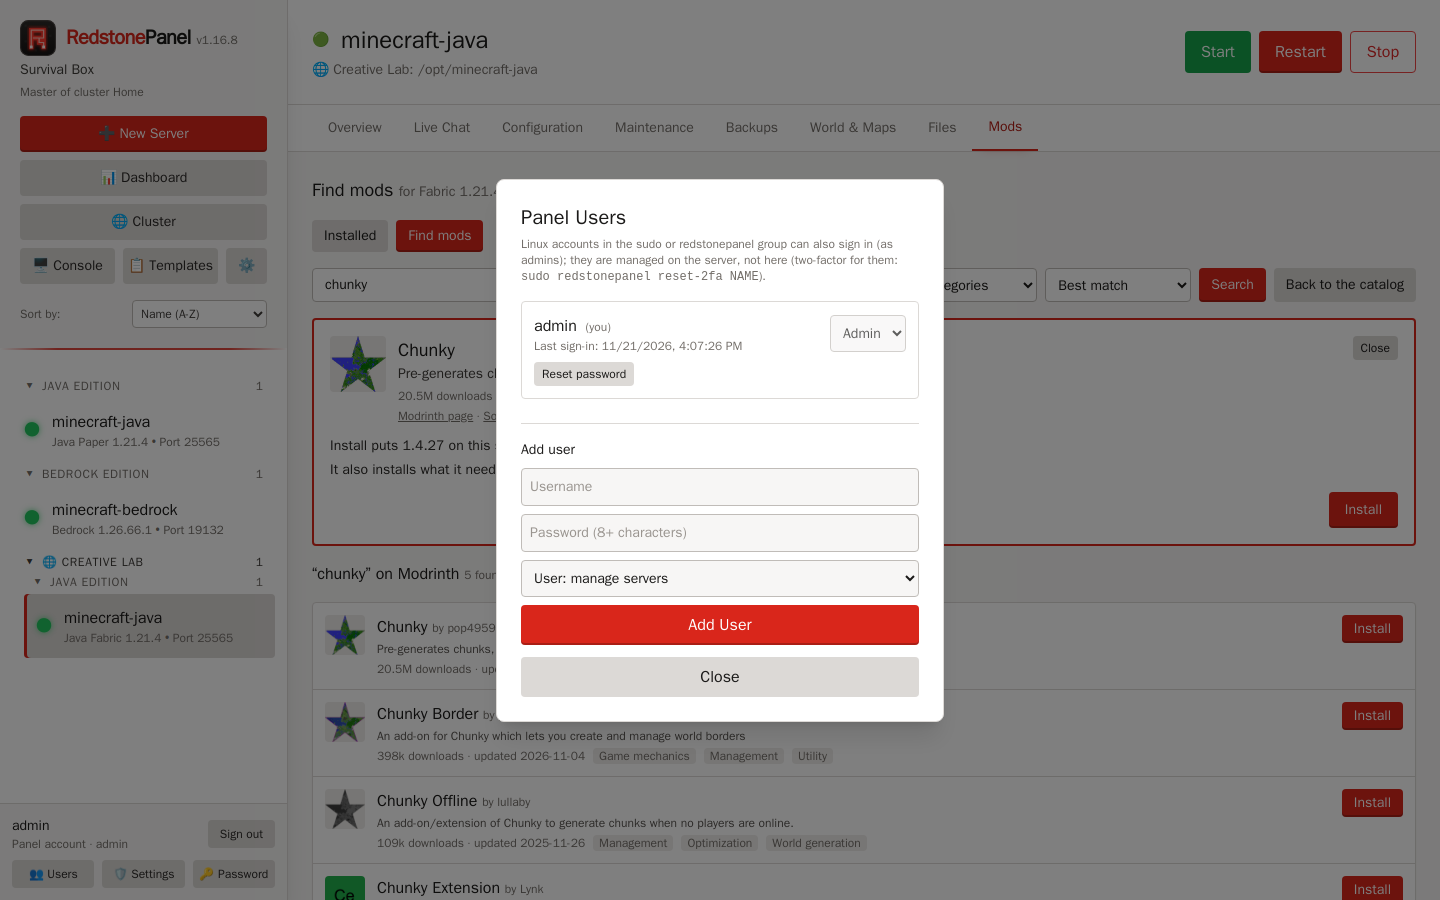 RedstonePanel v1.16.8
Survival Box
Master of cluster Home
➕ New Server
📊 Dashboard
🌐 Cluster
🖥️ Console
📋 Templates
Sort by:
Name (A-Z)
JAVA EDITION 1
minecraft-java
Java Paper 1.21.4 • Port 25565
BEDROCK EDITION 1
minecraft-bedrock
Bedrock 1.26.66.1 • Port 19132
🌐 CREATIVE LAB 1
JAVA EDITION 1
minecraft-java
Java Fabric 1.21.4 • Port 25565
admin
Panel account · admin
Sign out
👥 Users
🛡️ Settings
🔑 Password
minecraft-java
🌐 Creative Lab: /opt/minecraft-java
Start
Restart
Stop
Overview
Live Chat
Configuration
Maintenance
Backups
World & Maps
Files
Mods
Find mods for Fabric 1.21.4
Installed
Find mods
chunky
Best match
Search
Back to the catalog
Chunky
Close
20.5M downloads
Modrinth page ·
Install puts 1.4.27 on this
It also installs what it
Install
“chunky” on Modrinth 5
Chunky by pop4959
Pre-generates chunks,
20.5M downloads ·
Install
Chunky Border by
An add-on for Chunky which lets you create and manage world borders
398k downloads · updated 2026-11-04 Game mechanics Management Utility
Install
Chunky Offline by lullaby
An add-on/extension of Chunky to generate chunks when no players are online.
109k downloads · updated 2025-11-26 Management Optimization World generation
Install
Chunky Extension by Lynk
Install
Panel Users
Linux accounts in the sudo or redstonepanel group can also sign in (as
admins); they are managed on the server, not here (two-factor for them:
sudo redstonepanel reset-2fa NAME).
admin (you)
Last sign-in: 11/21/2026, 4:07:26 PM
Admin
Reset password
Add user
Username
Password (8+ characters)
User: manage servers
Add User
Close